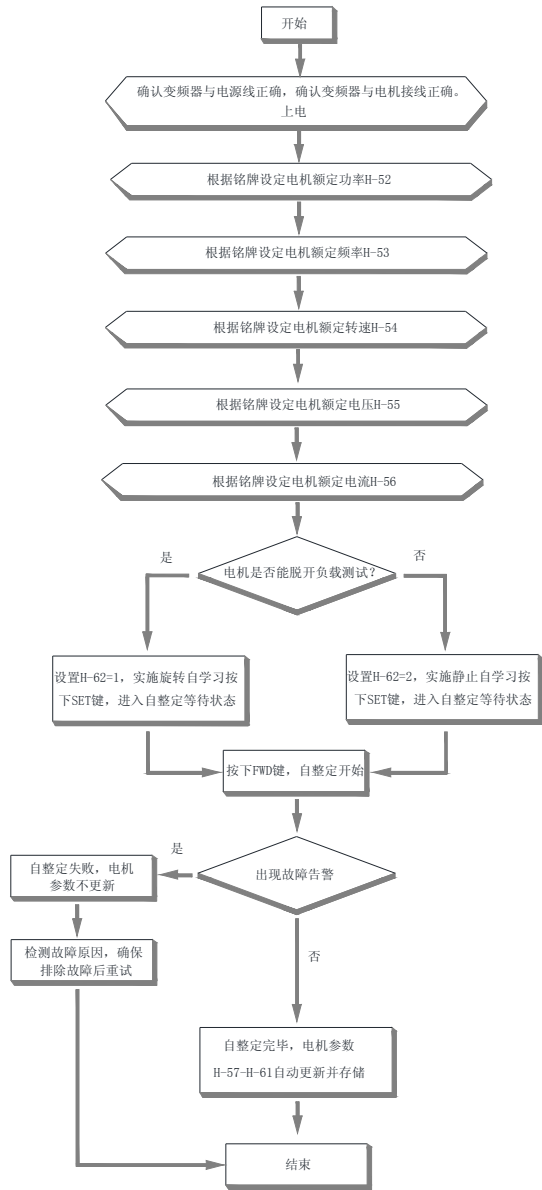 开始
确认变频器与电源线正确，确认变频器与电机接线正确。
上电
根据铭牌设定电机额定功率H-52
根据铭牌设定电机额定频率H-53
根据铭牌设定电机额定转速H-54
根据铭牌设定电机额定电压H-55
根据铭牌设定电机额定电流H-56
电机是否能脱开负载测试？
是
否
设置H-62=1，实施旋转自学习按
下SET键，进入自整定等待状态
设置H-62=2，实施静止自学习按
下SET键，进入自整定等待状态
按下FWD键，自整定开始
出现故障告警
是
自整定失败，电机
参数不更新
检测故障原因，确保
排除故障后重试
否
自整定完毕，电机参数
H-57-H-61自动更新并存储
结束